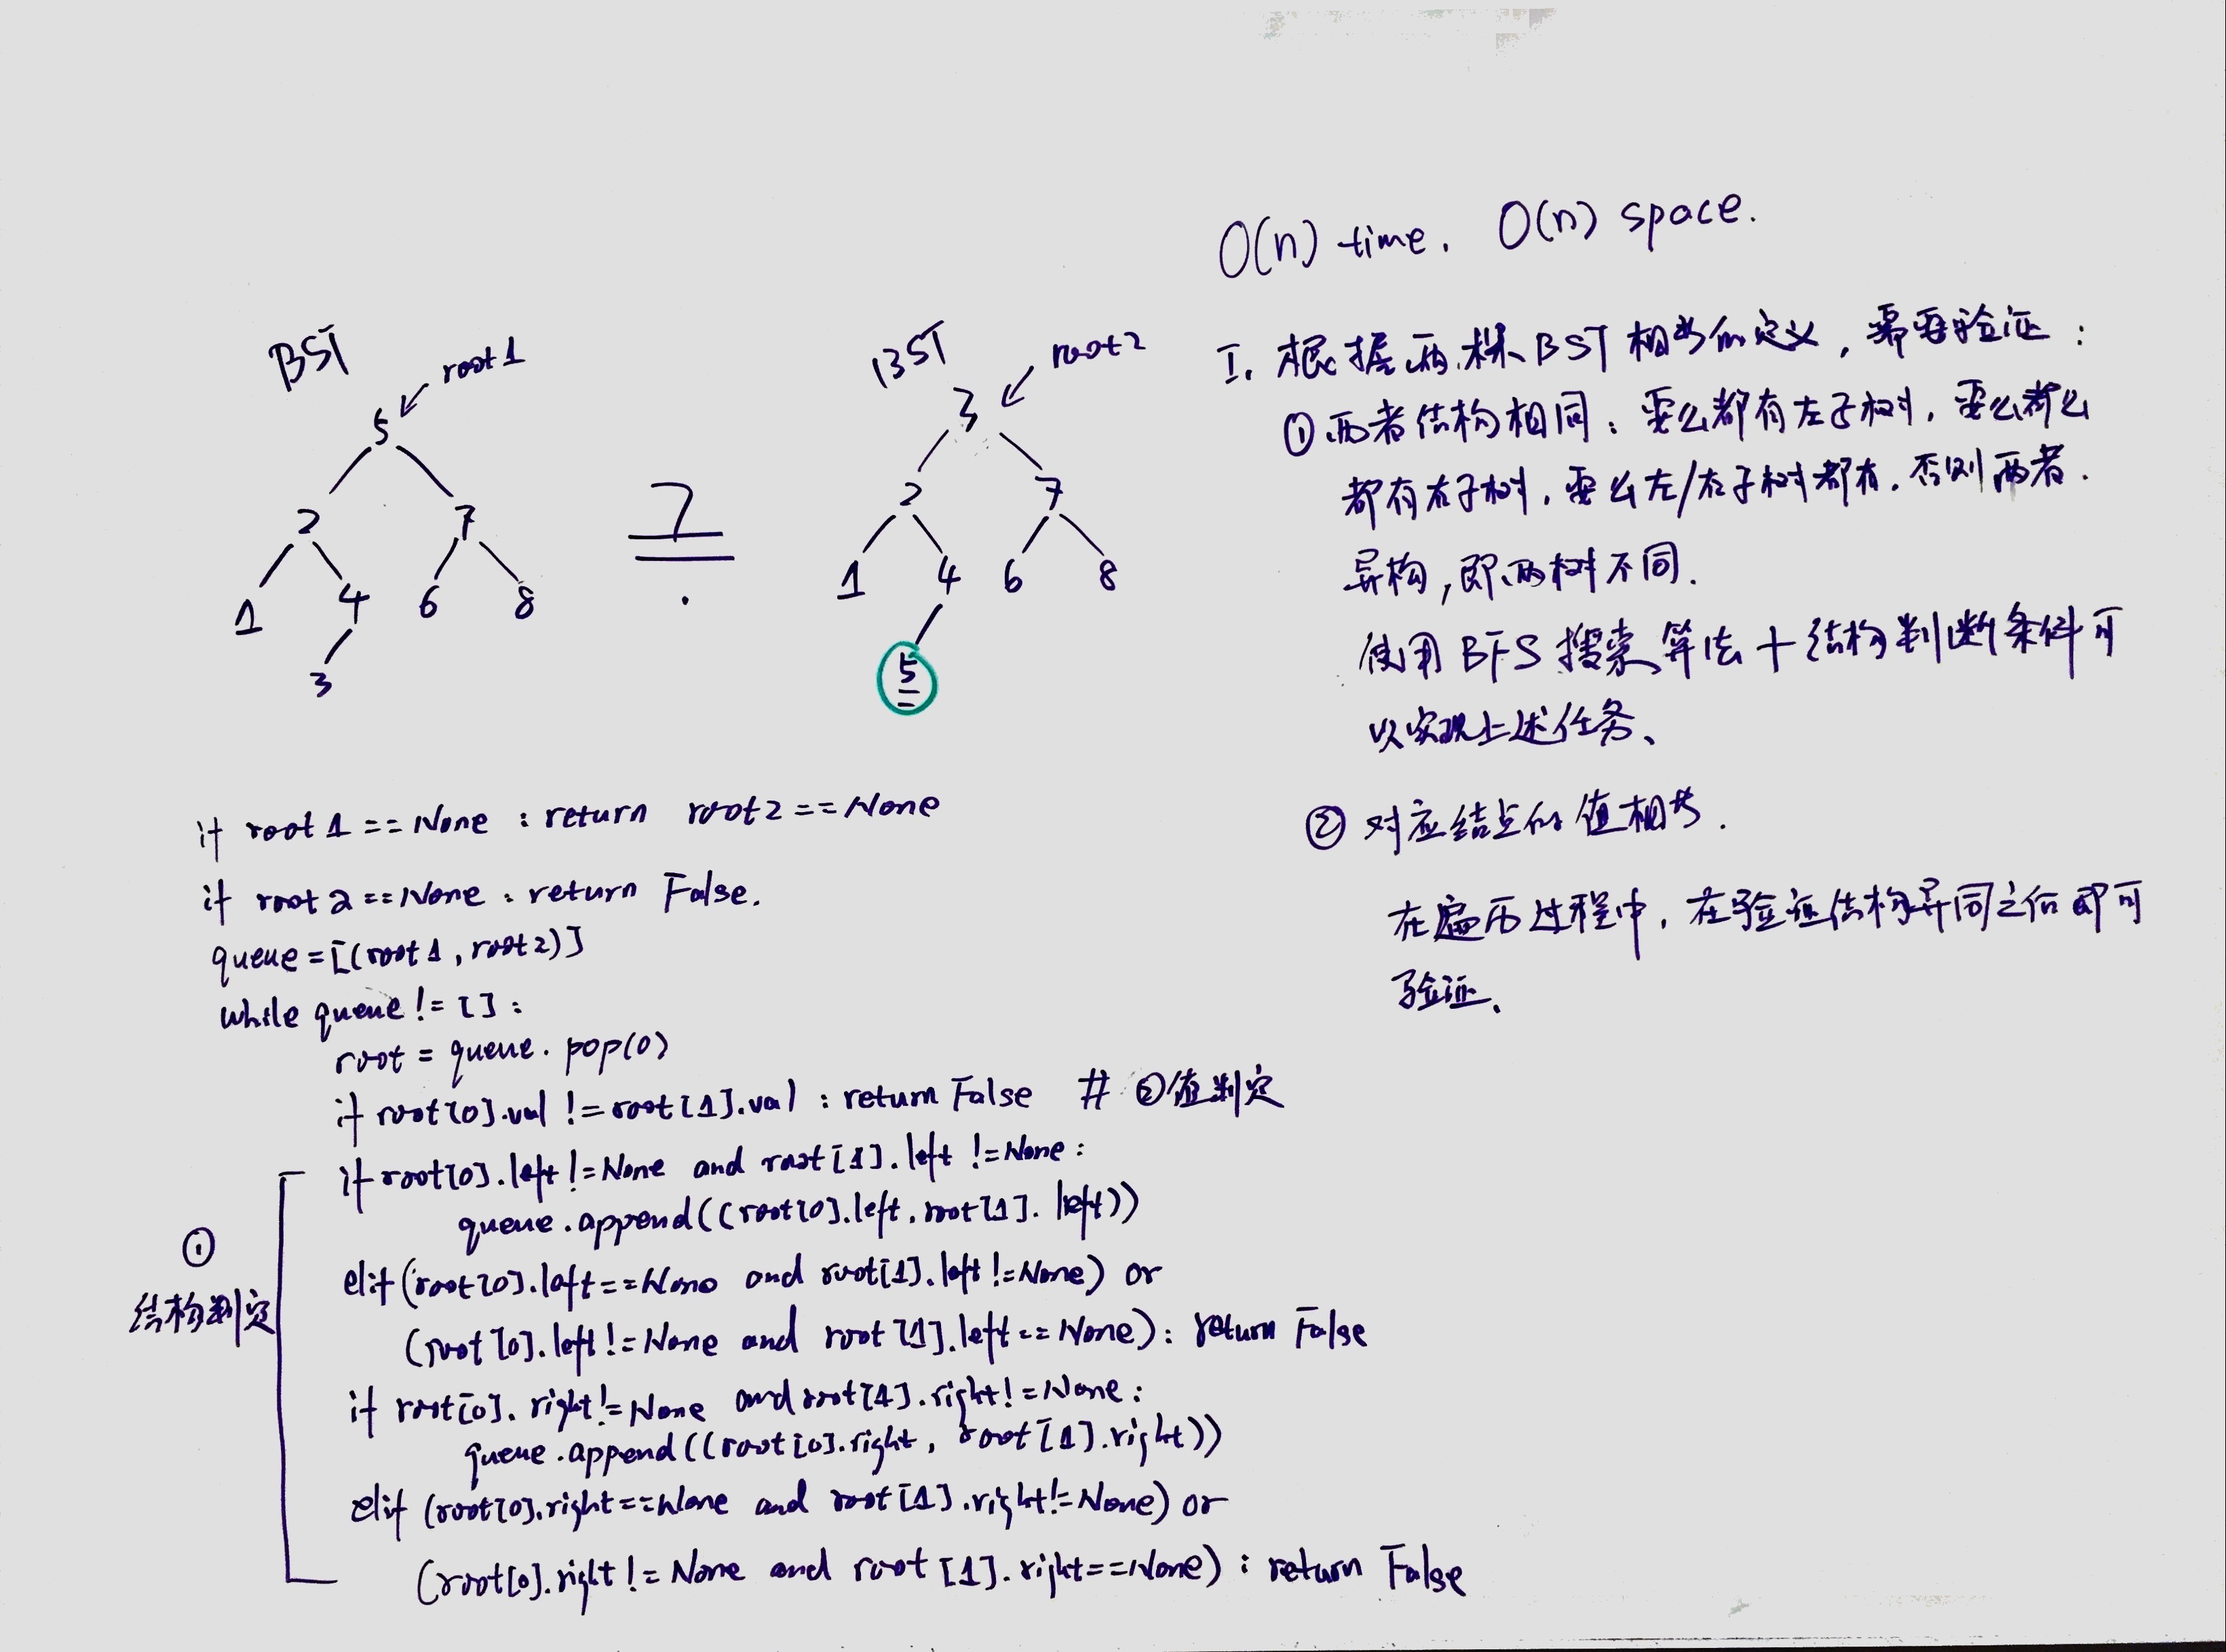 O(n) time. O(n) space.
BST
root1
5
2 7
1 4 6 8
3
?
=
BST
root2
3
2 7
1 4 6 8
5
I. 根据两棵BST相等的定义，需要验证：
①两者结构相同：要么都有左子树，要么都么
都有右子树，要么左/右子树都有. 否则两者.
异构，即两树不同.
使用BFS搜索算法+结构判断条件可
以实现上述任务、
② 对应结点的值相等.
在遍历过程中，在验证结构异同之后即可
验证、
if root1 == None : return root2 == None
if root2 == None : return False.
queue = [(root1, root2)]
while queue != [] :
root = queue. pop(0)
if root[0].val != root[1].val : return False # ②值判定
①
结构判定
if root[0].left != None and root[1].left != None :
queue.append((root[0].left, root[1].left))
elif (root[0].left == None and root[1].left != None) or
(root[0].left != None and root[1].left == None) : return False
if root[0].right != None and root[1].right != None :
queue.append((root[0].right, root[1].right))
elif (root[0].right == None and root[1].right != None) or
(root[0].right != None and root[1].right == None) : return False